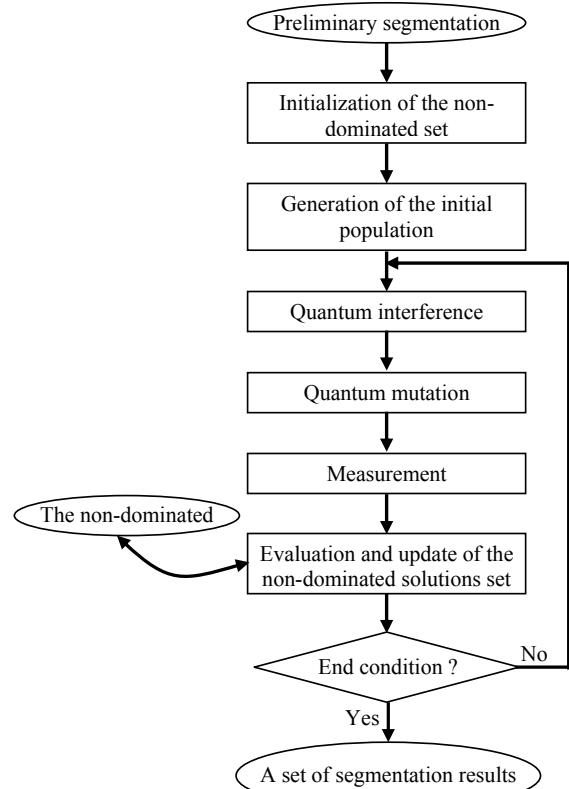 Preliminary segmentation
Initialization of the non-
dominated set
Generation of the initial
population
Quantum interference
Quantum mutation
Measurement
The non-dominated
Evaluation and update of the
non-dominated solutions set
End condition ?
No
Yes
A set of segmentation results